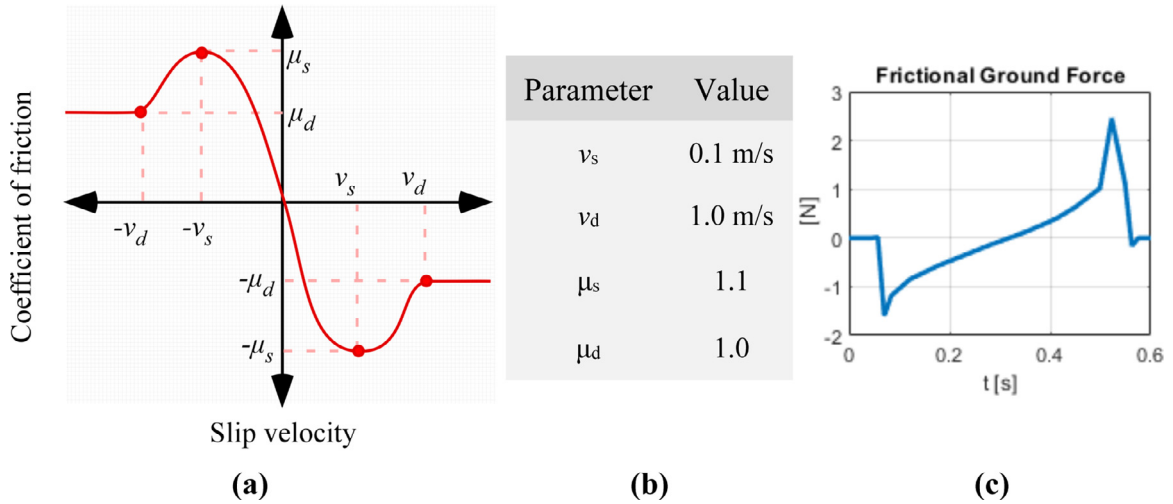 Coefficient of friction
μs
μd
vs
vd
-vd
-vs
-μd
-μs
Slip velocity
(a)
Parameter Value
vs 0.1 m/s
vd 1.0 m/s
μs 1.1
μd 1.0
(b)
Frictional Ground Force
[N]
3
2
1
0
-1
-2
0 0.2 0.4 0.6
t [s]
(c)